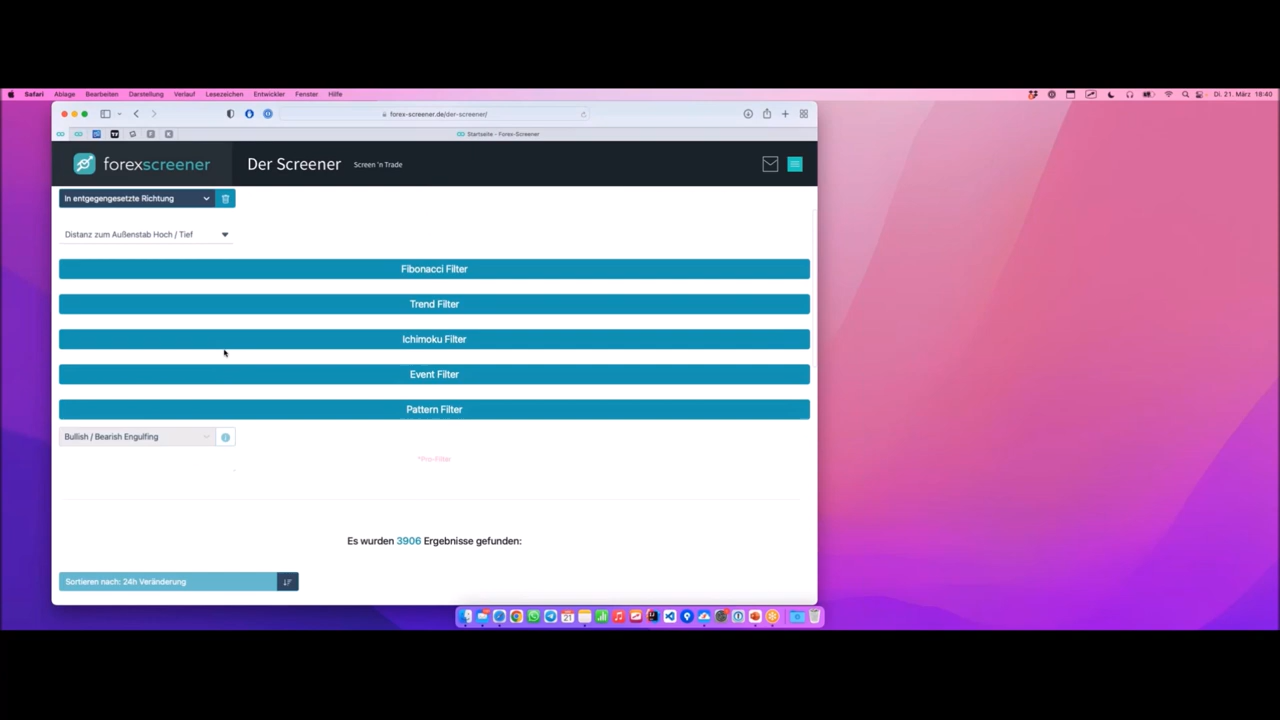 Safari Ablage Bearbeiten Darstellung Verlauf Lesezeichen Entwickler Fenster Hilfe Di. 21. März 18:40
forex-screener.de/der-screener/
Startseite - Forex-Screener
forexscreener Der Screener Screen 'n Trade
In entgegengesetzte Richtung
Distanz zum Außenstab Hoch / Tief
Fibonacci Filter
Trend Filter
Ichimoku Filter
Event Filter
Pattern Filter
Bullish / Bearish Engulfing
*Pro-Filter
Es wurden 3906 Ergebnisse gefunden:
Sortieren nach: 24h Veränderung